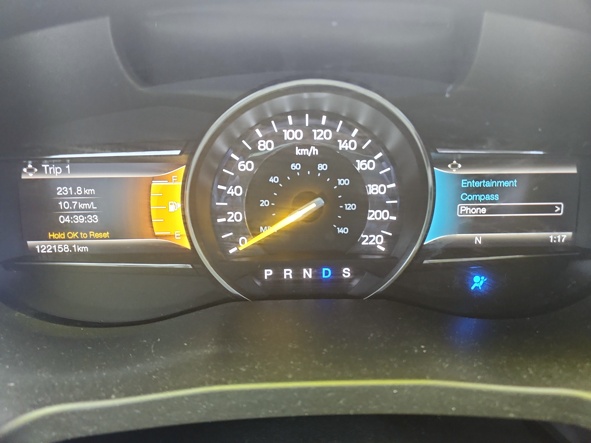 Trip 1
231.8 km
10.7 km/L
04:39:33
Hold OK to Reset
122158.1km
F
E
0
20
40
60
80
100
120
140
160
180
200
220
km/h
20
40
60
80
100
120
140
P R N D S
Entertainment
Compass
Phone >
N
1:17